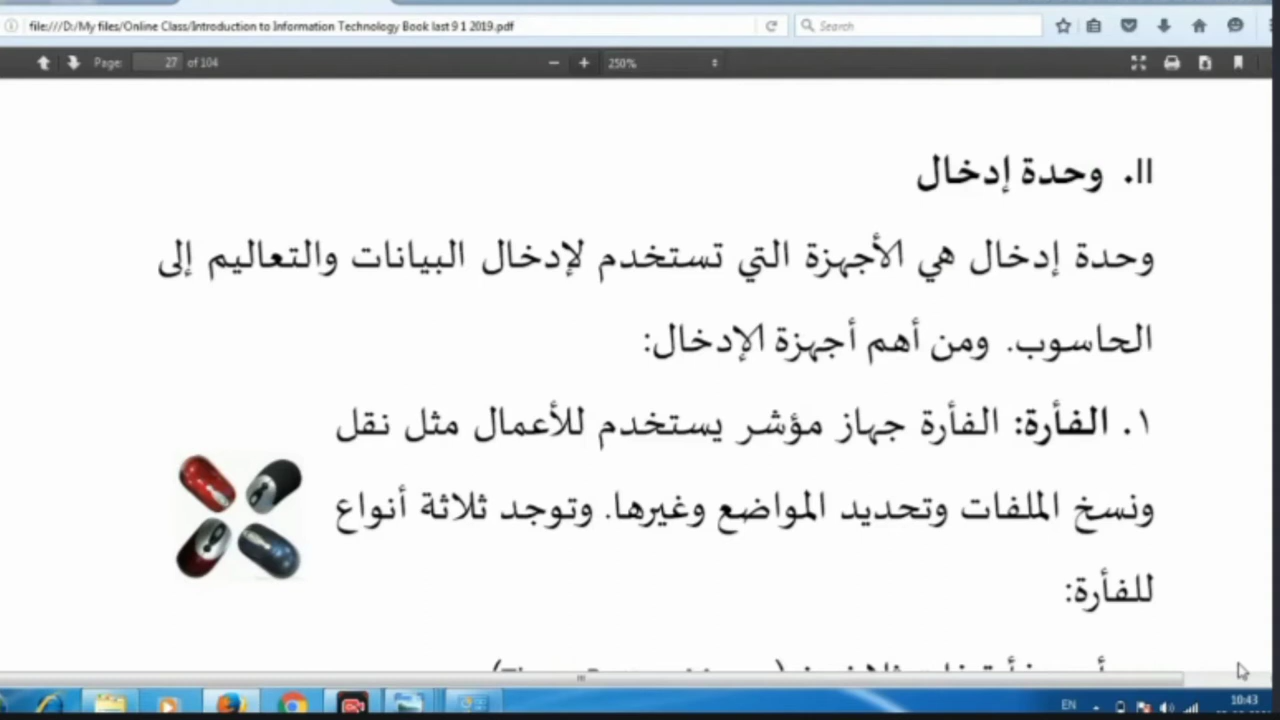 file:///D:/My files/Online Class/Introduction to Information Technology Book last 9 1 2019.pdf
Search
Page: 27 of 104
250%
II. وحدة إدخال
وحدة إدخال هي الأجهزة التي تستخدم لإدخال البيانات والتعاليم إلى
الحاسوب. ومن أهم أجهزة الإدخال:
١. الفأرة: الفأرة جهاز مؤشر يستخدم للأعمال مثل نقل
ونسخ الملفات وتحديد المواضع وغيرها. وتوجد ثلاثة أنواع
للفأرة:
EN
10:43